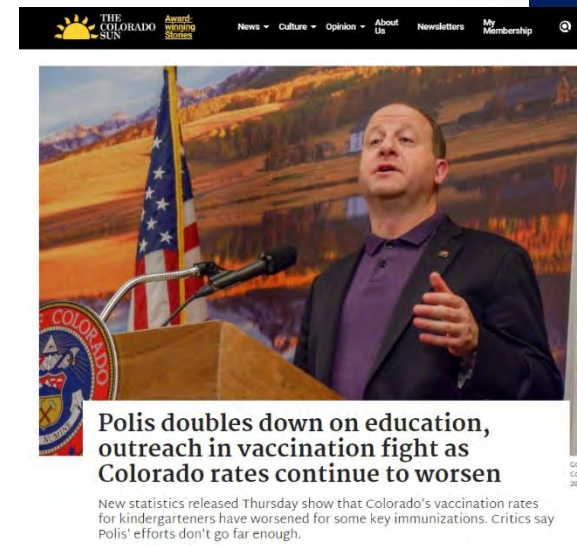 THE
COLORADO
SUN
Award-
winning
Stories
News
Culture
Opinion
About
Us
Newsletters
My
Membership
COLORADO
Polis doubles down on education,
outreach in vaccination fight as
Colorado rates continue to worsen
New statistics released Thursday show that Colorado's vaccination rates
for kindergarteners have worsened for some key immunizations. Critics say
Polis' efforts don't go far enough.